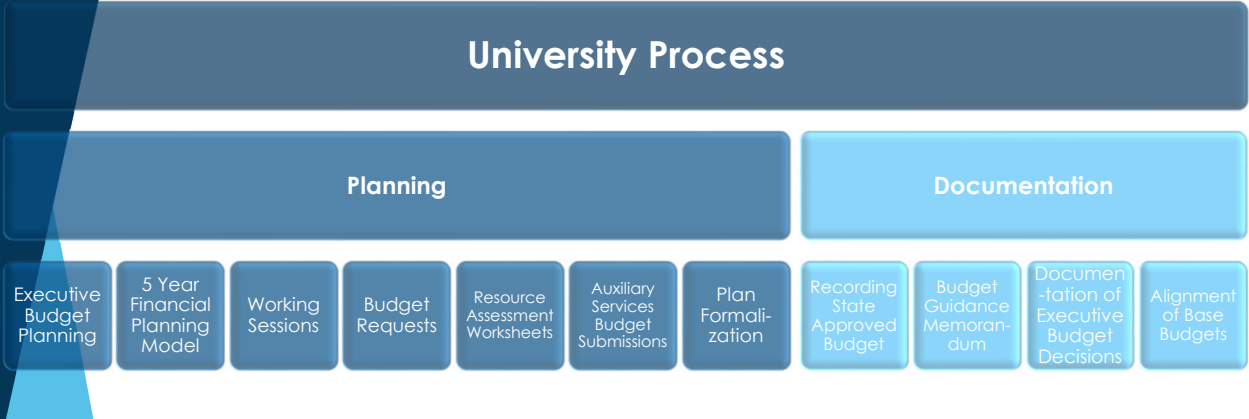 University Process
Planning
Documentation
Executive
Budget
Planning
5 Year
Financial
Planning
Model
Working
Sessions
Budget
Requests
Resource
Assessment
Worksheets
Auxiliary
Services
Budget
Submissions
Plan
Formali-
zation
Recording
State
Approved
Budget
Budget
Guidance
Memoran-
dum
Documen
-tation of
Executive
Budget
Decisions
Alignment
of Base
Budgets